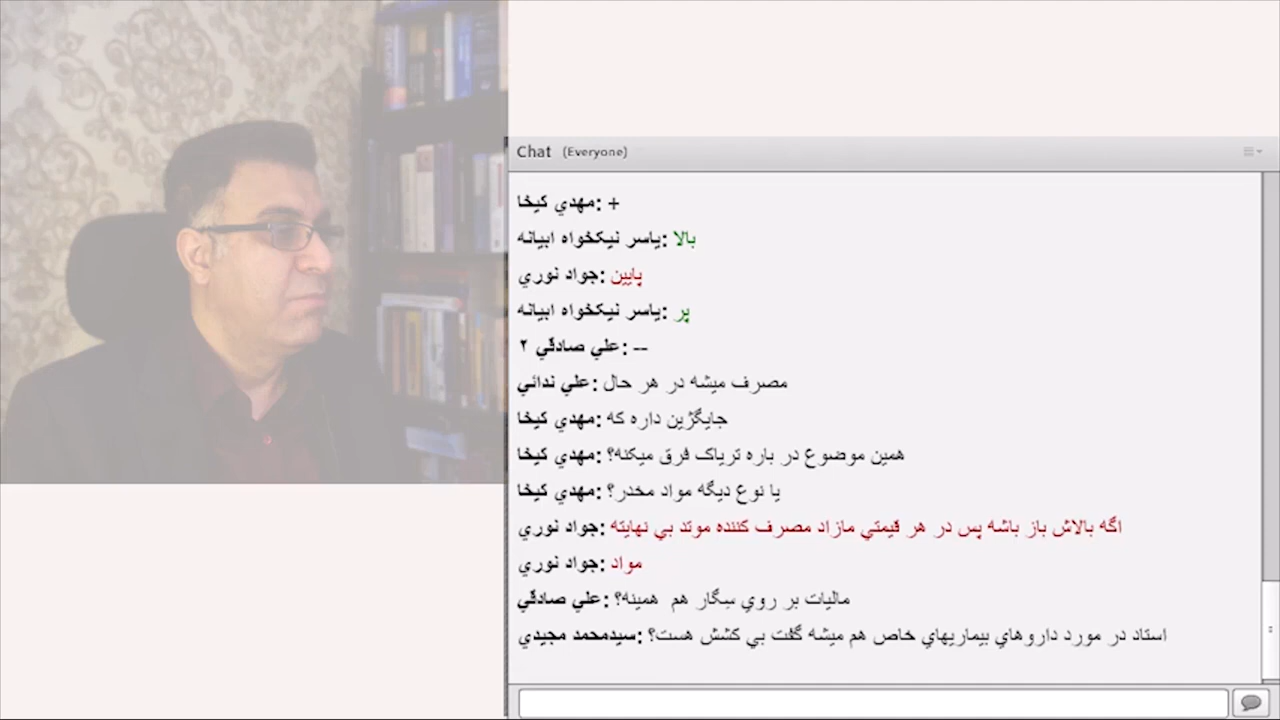 Chat (Everyone)
مهدي کيخا: +
ياسر نيکخواه ابيانه: بالا
جواد نوري: پايين
ياسر نيکخواه ابيانه: پر
علي صادقي ۲: --
علي ندائي: مصرف ميشه در هر حال
مهدي کيخا: جايگزين داره که
مهدي کيخا: همين موضوع در باره ترياک فرق ميکنه؟
مهدي کيخا: يا نوع ديگه مواد مخدر؟
جواد نوري: اگه بالاش باز باشه پس در هر قيمتي مازاد مصرف کننده موتد بي نهايته
جواد نوري: مواد
علي صادقي: ماليات بر روي سگار هم همينه؟
سيدمحمد مجيدي: استاد در مورد داروهاي بيماريهاي خاص هم ميشه گفت بي کشش هست؟